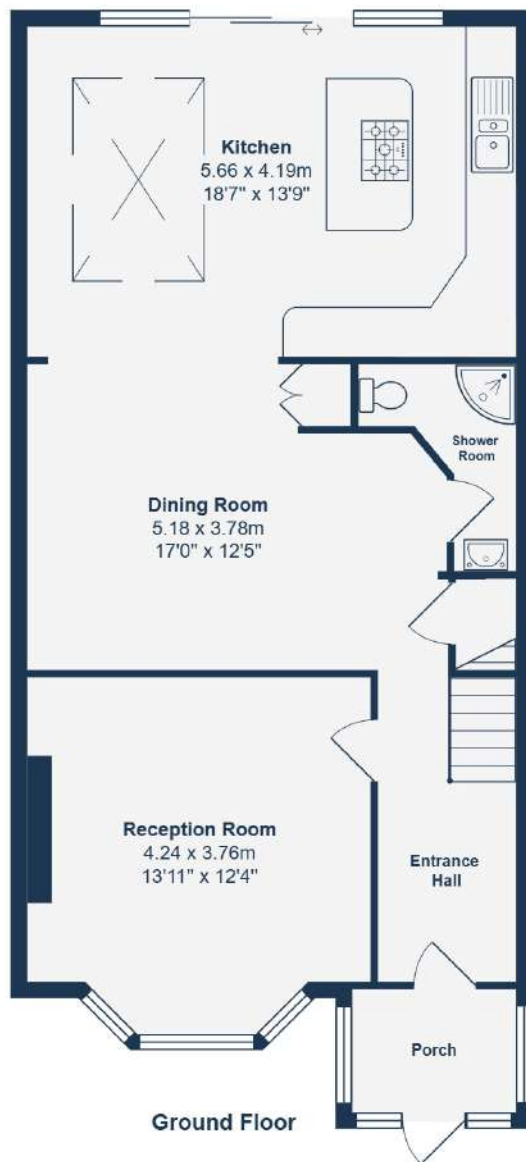 Kitchen
5.66 x 4.19m
18'7" x 13'9"
Shower
Room
Dining Room
5.18 x 3.78m
17'0" x 12'5"
Reception Room
4.24 x 3.76m
13'11" x 12'4"
Entrance
Hall
Porch
Ground Floor